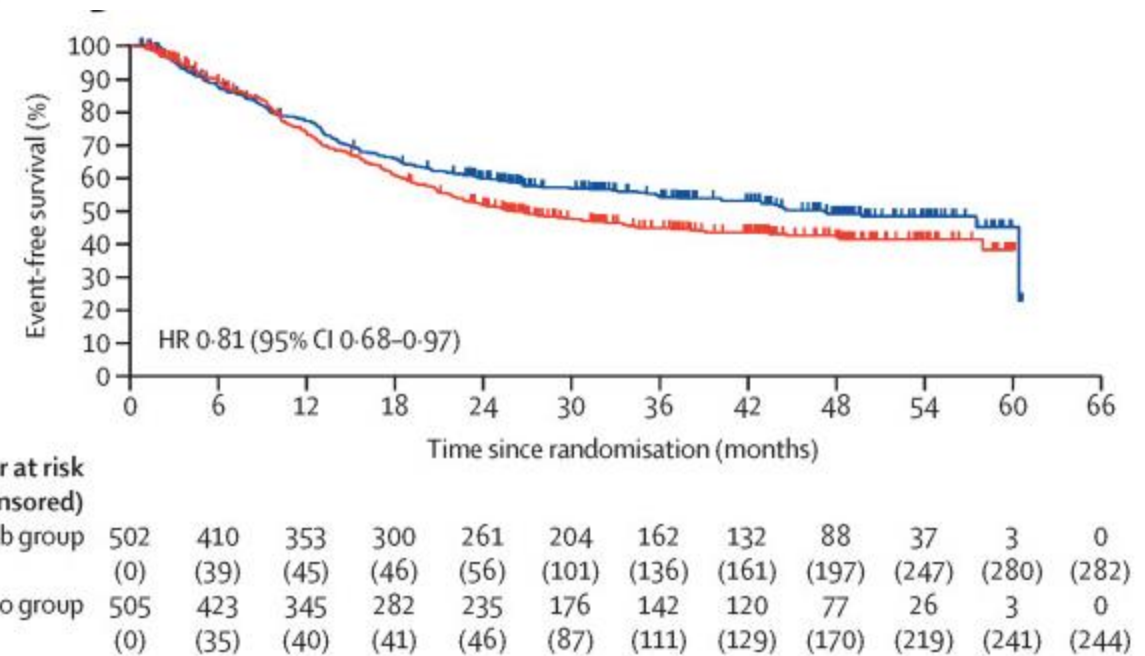 Event-free survival (%)
100
90
80
70
60
50
40
30
20
10
0
HR 0·81 (95% CI 0·68–0·97)
0 6 12 18 24 30 36 42 48 54 60 66
Time since randomisation (months)
r at risk
nsored)
b group 502 410 353 300 261 204 162 132 88 37 3 0
(0) (39) (45) (46) (56) (101) (136) (161) (197) (247) (280) (282)
o group 505 423 345 282 235 176 142 120 77 26 3 0
(0) (35) (40) (41) (46) (87) (111) (129) (170) (219) (241) (244)